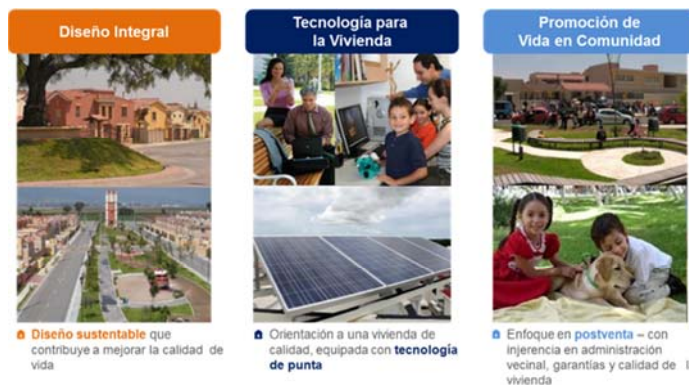 Diseño Integral
Tecnología para
la Vivienda
Promoción de
Vida en Comunidad
Diseño sustentable que
contribuye a mejorar la calidad de
vida
Orientación a una vivienda de
calidad, equipada con tecnología
de punta
Enfoque en postventa – con
injerencia en administración
vecinal, garantías y calidad de
vivienda